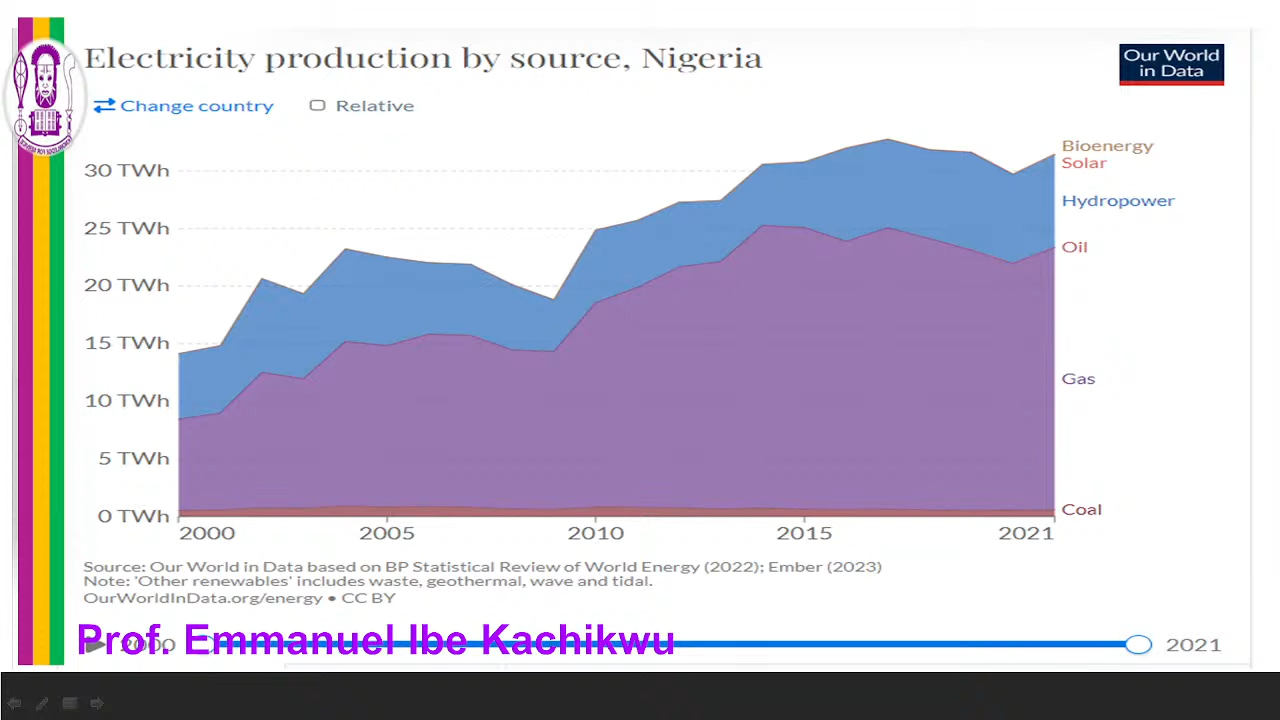 Electricity production by source, Nigeria
Our World
in Data
Change country
Relative
Bioenergy
Solar
30 TWh
Hydropower
25 TWh
Oil
20 TWh
15 TWh
Gas
10 TWh
5 TWh
Coal
0 TWh
2000 2005 2010 2015 2021
Source: Our World in Data based on BP Statistical Review of World Energy (2022); Ember (2023)
Note: 'Other renewables' includes waste, geothermal, wave and tidal.
OurWorldInData.org/energy • CC BY
Prof. Emmanuel Ibe Kachikwu
2000
2021